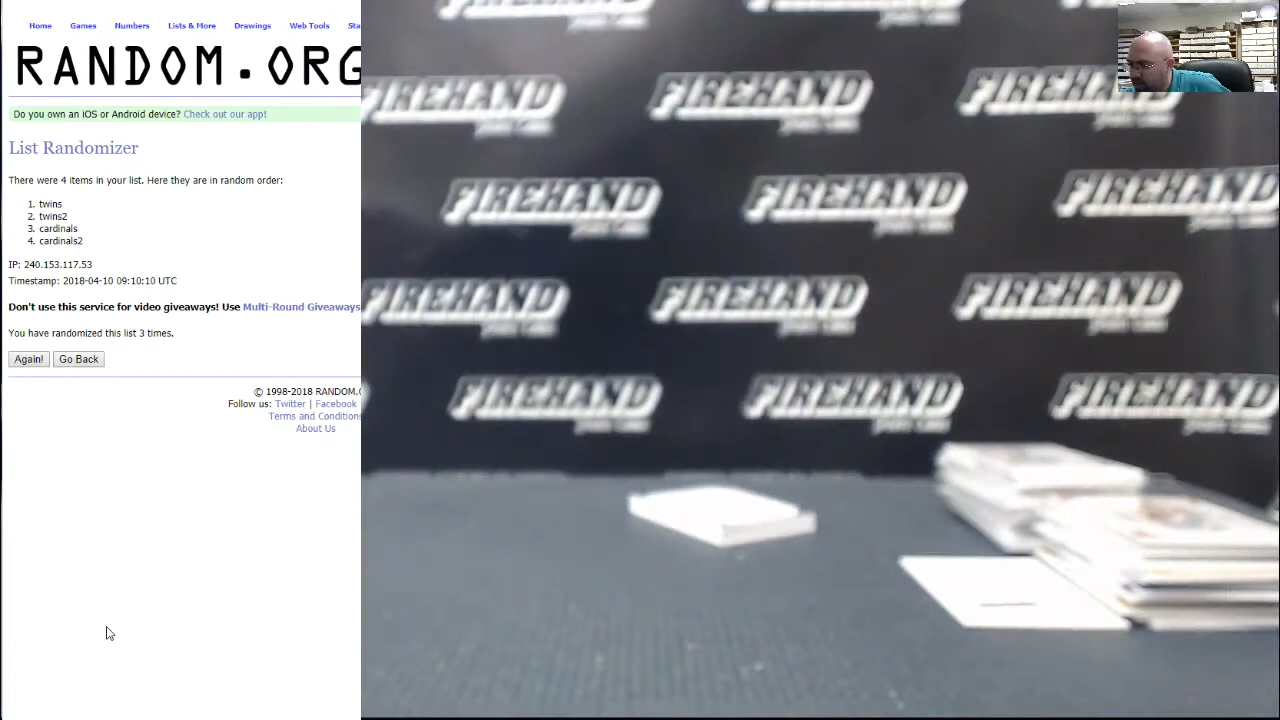 Home Games Numbers Lists & More Drawings Web Tools Sta
RANDOM.ORG
Do you own an iOS or Android device? Check out our app!
List Randomizer
There were 4 items in your list. Here they are in random order:
1. twins
2. twins2
3. cardinals
4. cardinals2
IP: 240.153.117.53
Timestamp: 2018-04-10 09:10:10 UTC
Don't use this service for video giveaways! Use Multi-Round Giveaways
You have randomized this list 3 times.
Again! Go Back
© 1998-2018 RANDOM.O
Follow us: Twitter | Facebook
Terms and Conditions
About Us
FIREHAND FIREHAND FIREHAND
FIREHAND FIREHAND FIREHAND
FIREHAND FIREHAND FIREHAND
FIREHAND FIREHAND FIREHAND